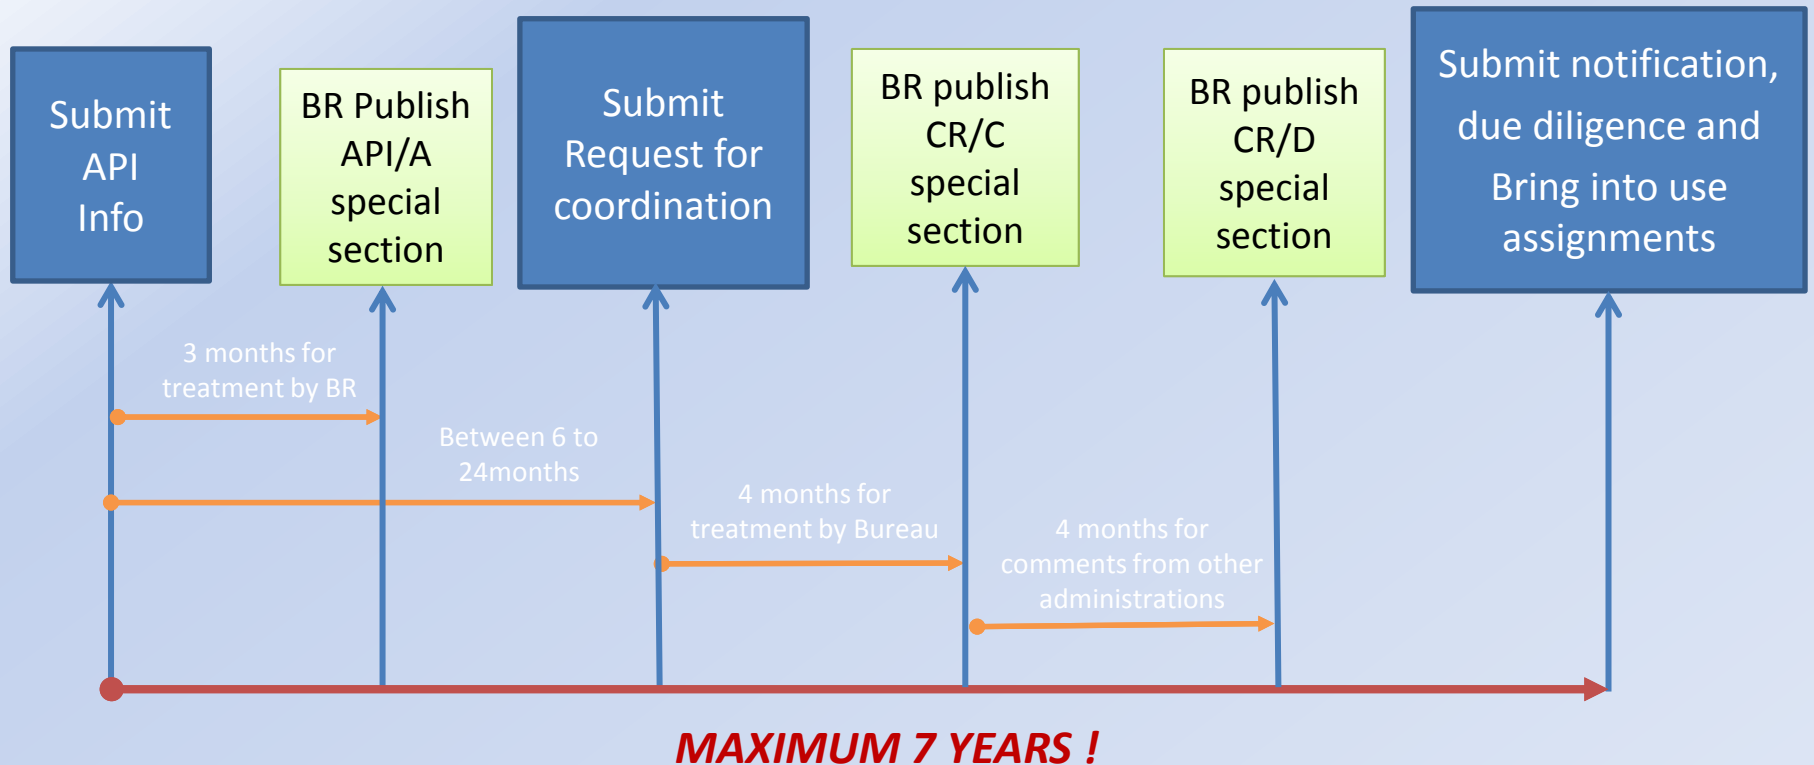 Submit
API
Info
BR Publish
API/A
special
section
Submit
Request for
coordination
BR publish
CR/C
special
section
BR publish
CR/D
special
section
Submit notification,
due diligence and
Bring into use
assignments
3 months for
treatment by BR
Between 6 to
24months
4 months for
treatment by Bureau
4 months for
comments from other
administrations
MAXIMUM 7 YEARS !